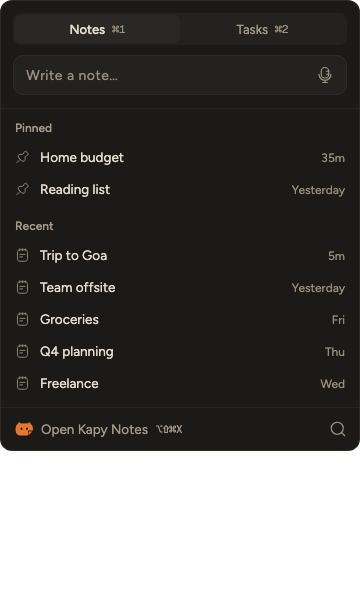 Notes ⌘1 Tasks ⌘2
Write a note...
Pinned
Home budget 35m
Reading list Yesterday
Recent
Trip to Goa 5m
Team offsite Yesterday
Groceries Fri
Q4 planning Thu
Freelance Wed
Open Kapy Notes ⌥⇧⌘X